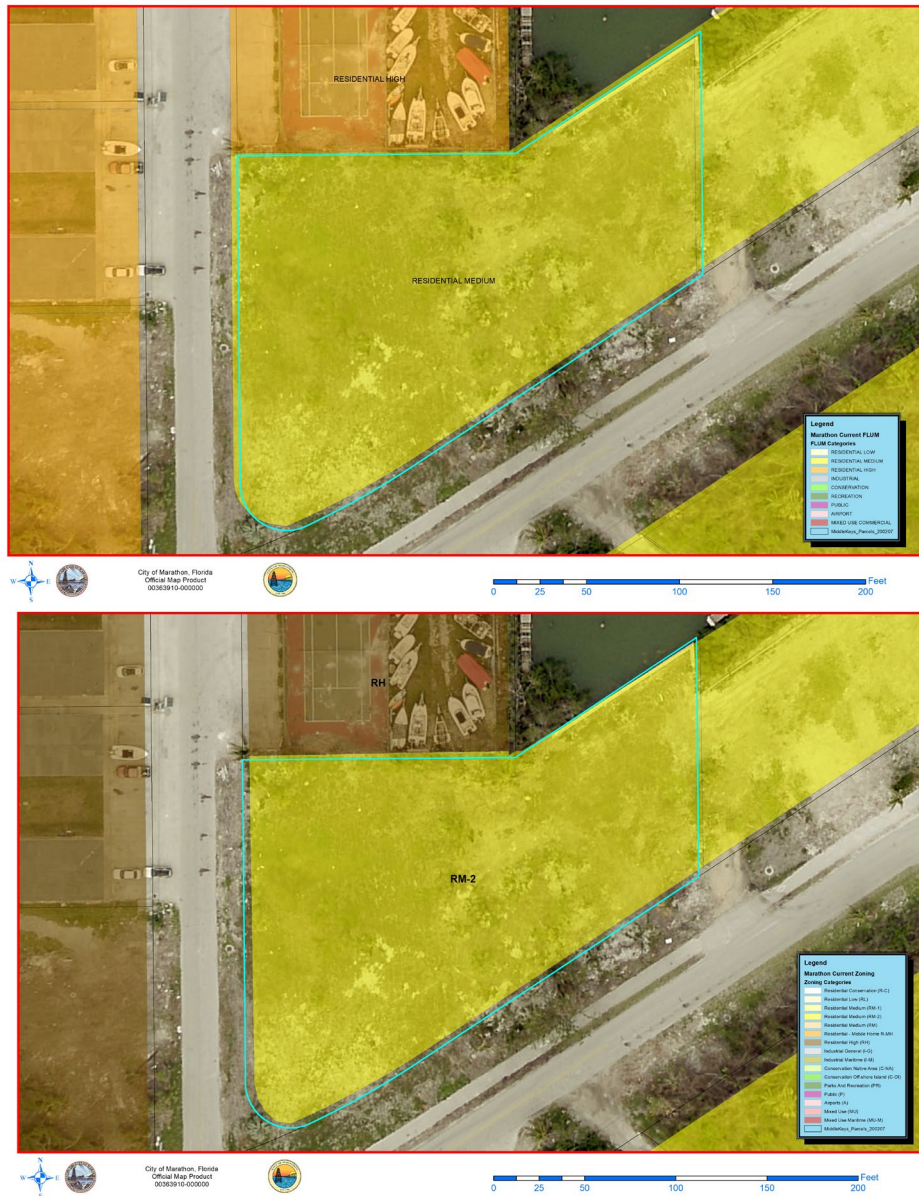 RESIDENTIAL HIGH
RESIDENTIAL MEDIUM
Legend
Marathon Current FLUM
FLUM Categories
RESIDENTIAL LOW
RESIDENTIAL MEDIUM
RESIDENTIAL HIGH
INDUSTRIAL
CONSERVATION
RECREATION
PUBLIC
AIRPORT
MIXED USE COMMERCIAL
MiddleKeys_Parcels_200207
N
W E
S
City of Marathon, Florida
Official Map Product
00363910-000000
Feet
0 25 50 100 150 200
RH
RM-2
Legend
Marathon Current Zoning
Zoning Categories
Residential Conservation (R-C)
Residential Low (RL)
Residential Medium (RM-1)
Residential Medium (RM-2)
Residential Medium (RM)
Residential - Mobile Home R-MH
Residential High (RH)
Industrial General (I-G)
Industrial Maritime (I-M)
Conservation Native Area (C-NA)
Conservation Offshore Island (C-OI)
Parks And Recreation (PR)
Public (P)
Airports (A)
Mixed Use (MU)
Mixed Use Maritime (MU-M)
MiddleKeys_Parcels_200207
N
W E
S
City of Marathon, Florida
Official Map Product
00363910-000000
Feet
0 25 50 100 150 200